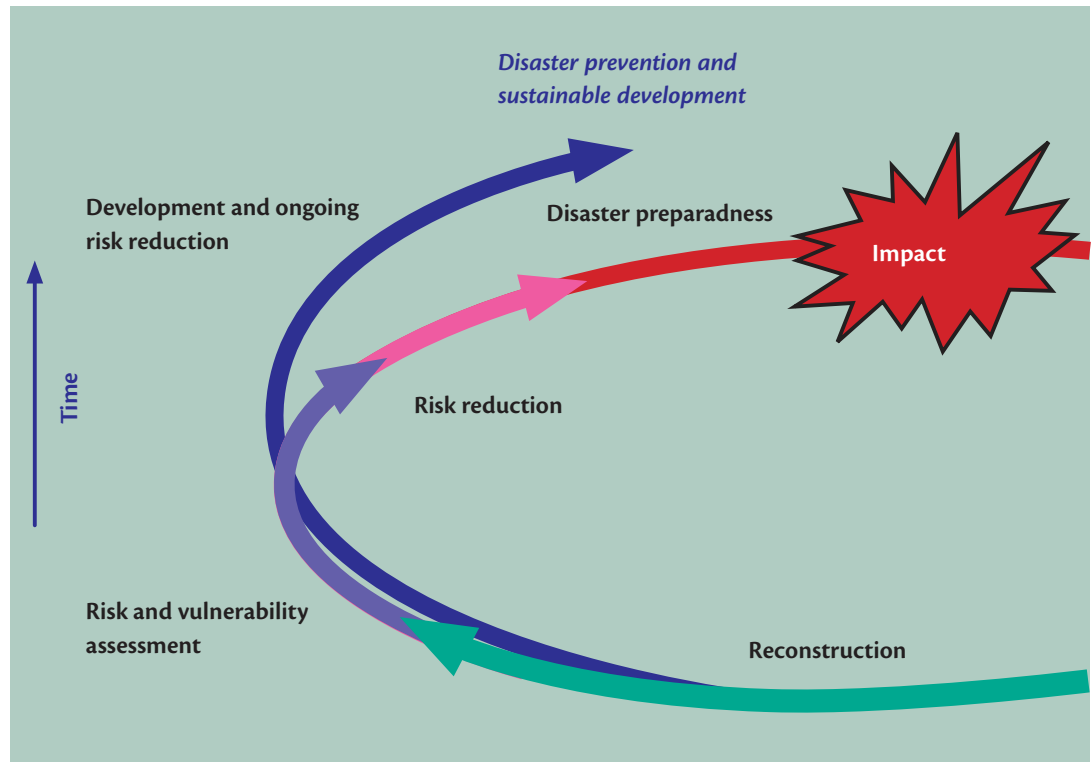 Disaster prevention and
sustainable development
Development and ongoing
risk reduction
Disaster preparadness
Impact
Time
Risk reduction
Risk and vulnerability
assessment
Reconstruction